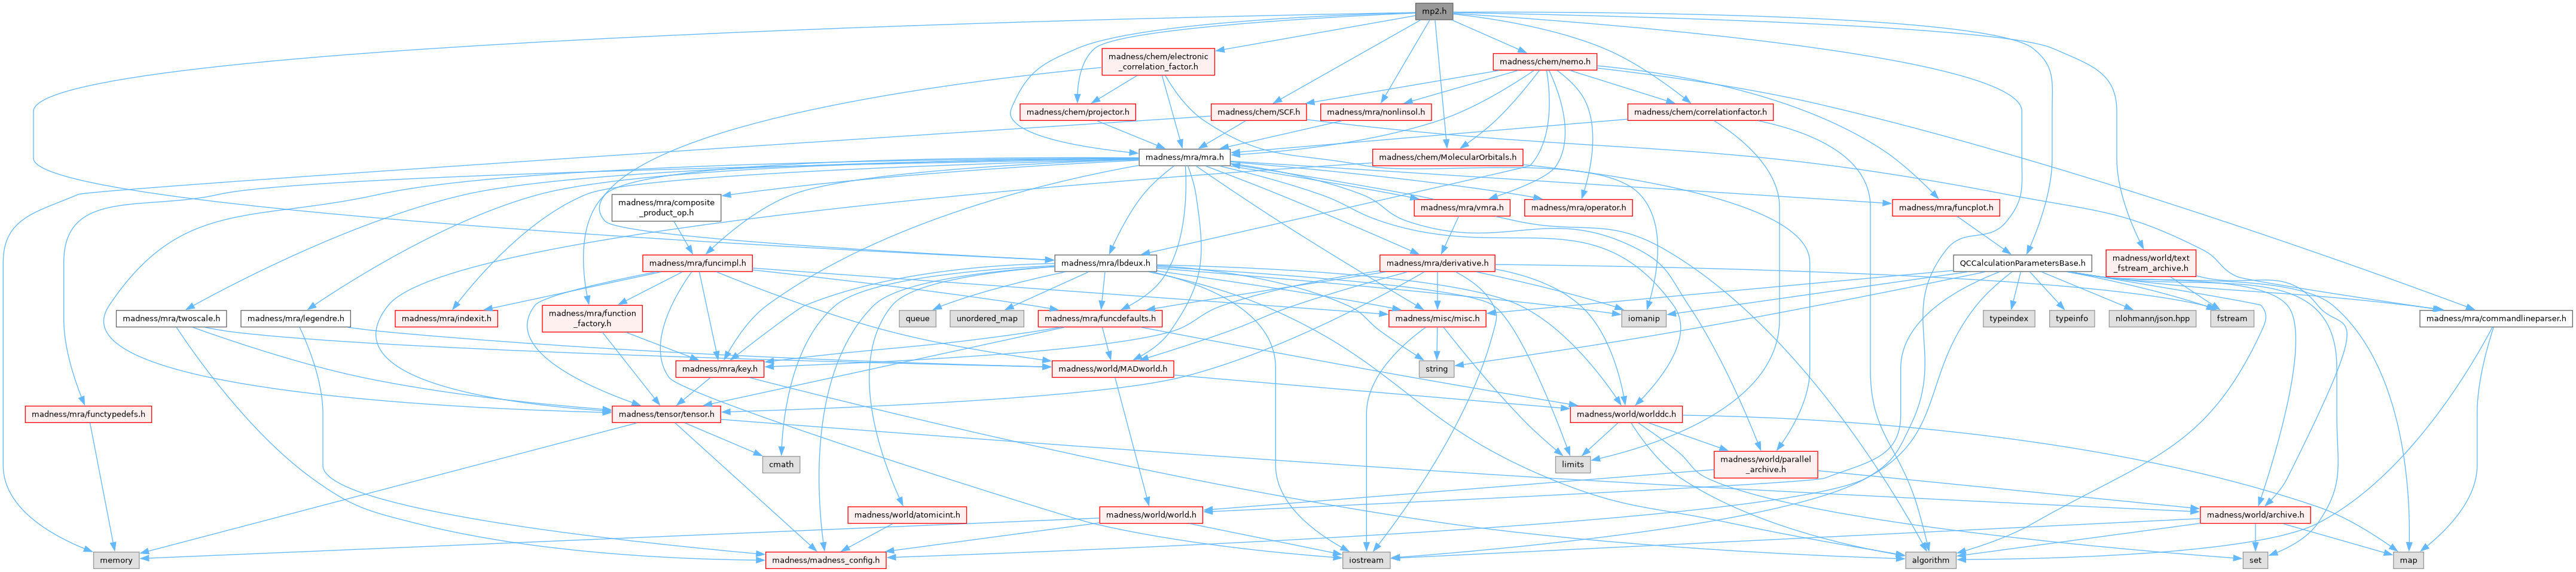 mp2.h
madness/chem/electronic
_correlation_factor.h
madness/chem/nemo.h
madness/chem/projector.h
madness/chem/SCF.h
madness/mra/nonlinsol.h
madness/chem/correlationfactor.h
madness/mra/mra.h
madness/chem/MolecularOrbitals.h
madness/mra/composite
_product_op.h
madness/mra/vmra.h
madness/mra/operator.h
madness/mra/funcplot.h
madness/mra/funcimpl.h
madness/mra/lbdeux.h
madness/mra/derivative.h
QCCalculationParametersBase.h
madness/world/text
_fstream_archive.h
madness/mra/twoscale.h
madness/mra/legendre.h
madness/mra/indexit.h
madness/mra/function
_factory.h
queue
unordered_map
madness/mra/funcdefaults.h
madness/misc/misc.h
iomanip
typeindex
typeinfo
nlohmann/json.hpp
fstream
madness/mra/commandlineparser.h
madness/mra/key.h
madness/world/MADworld.h
string
madness/mra/functypedefs.h
madness/tensor/tensor.h
madness/world/worlddc.h
cmath
limits
madness/world/parallel
_archive.h
madness/world/atomicint.h
madness/world/world.h
madness/world/archive.h
memory
madness/madness_config.h
iostream
algorithm
set
map